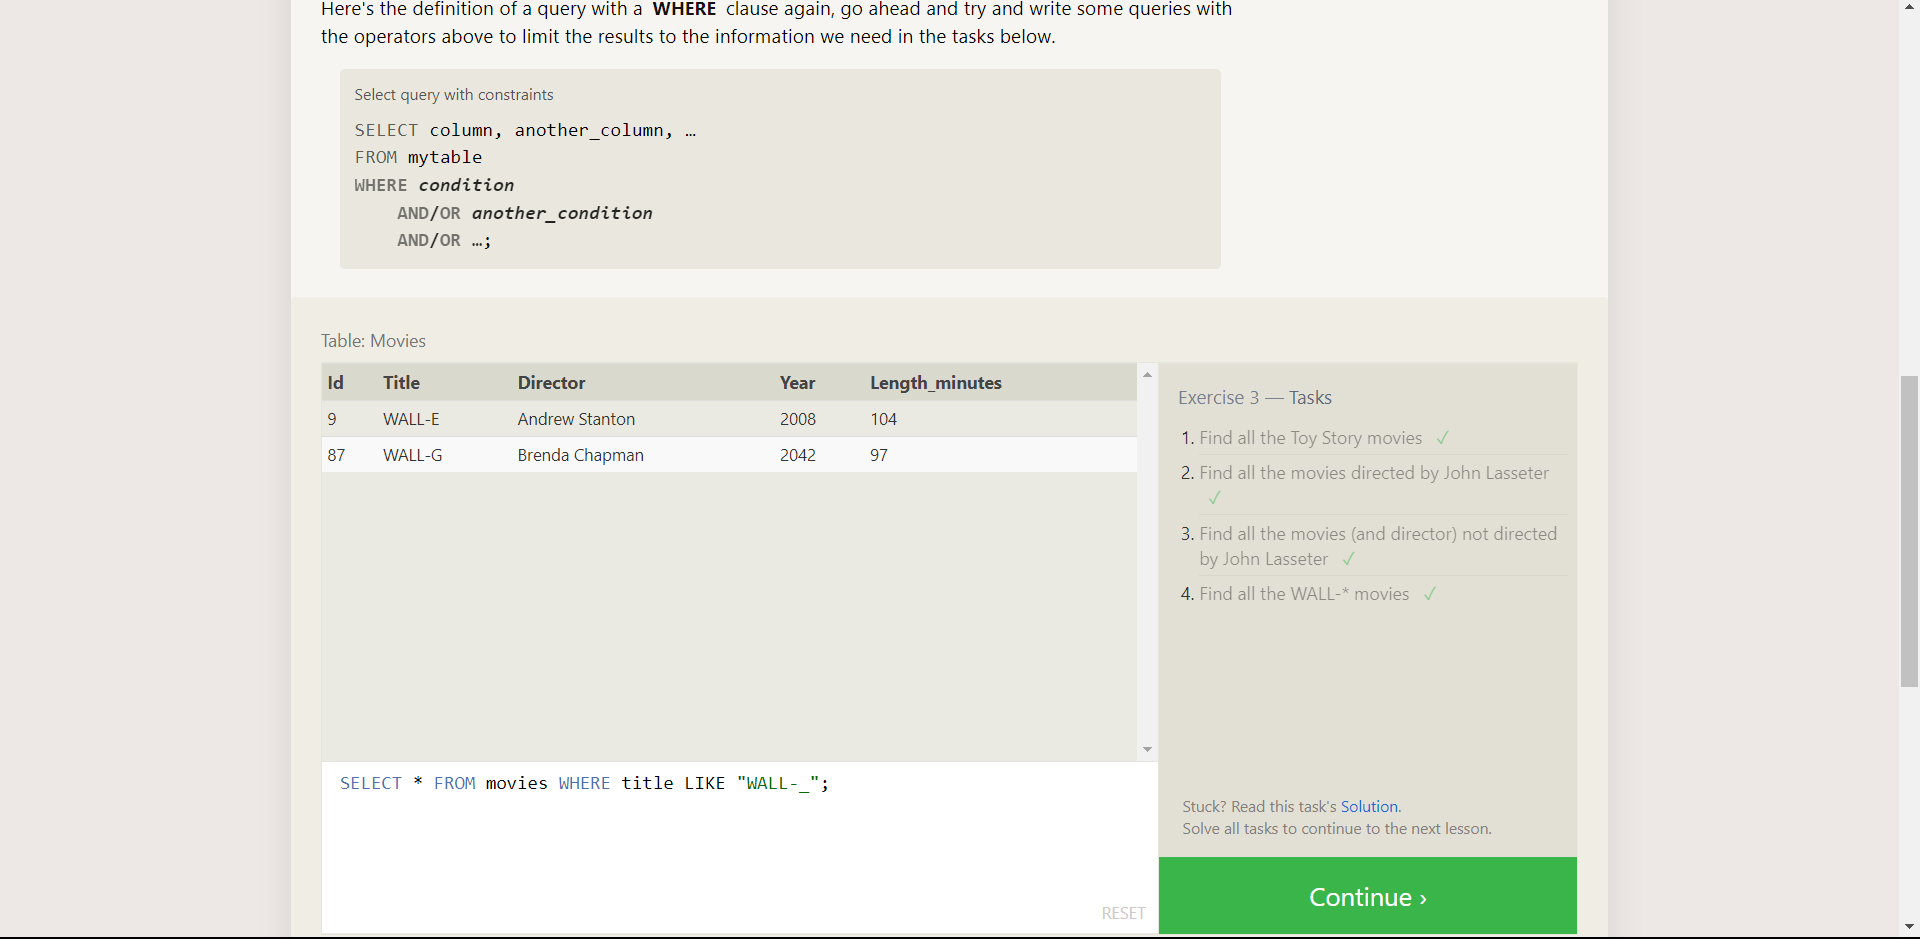 Here's the definition of a query with a WHERE clause again, go ahead and try and write some queries with
the operators above to limit the results to the information we need in the tasks below.
Select query with constraints
SELECT column, another_column, …
FROM mytable
WHERE condition
AND/OR another_condition
AND/OR …;
Table: Movies
Id Title Director Year Length_minutes
9 WALL-E Andrew Stanton 2008 104
87 WALL-G Brenda Chapman 2042 97
SELECT * FROM movies WHERE title LIKE "WALL-_";
RESET
Exercise 3 — Tasks
1. Find all the Toy Story movies ✓
2. Find all the movies directed by John Lasseter
✓
3. Find all the movies (and director) not directed
by John Lasseter ✓
4. Find all the WALL-* movies ✓
Stuck? Read this task's Solution.
Solve all tasks to continue to the next lesson.
Continue ›